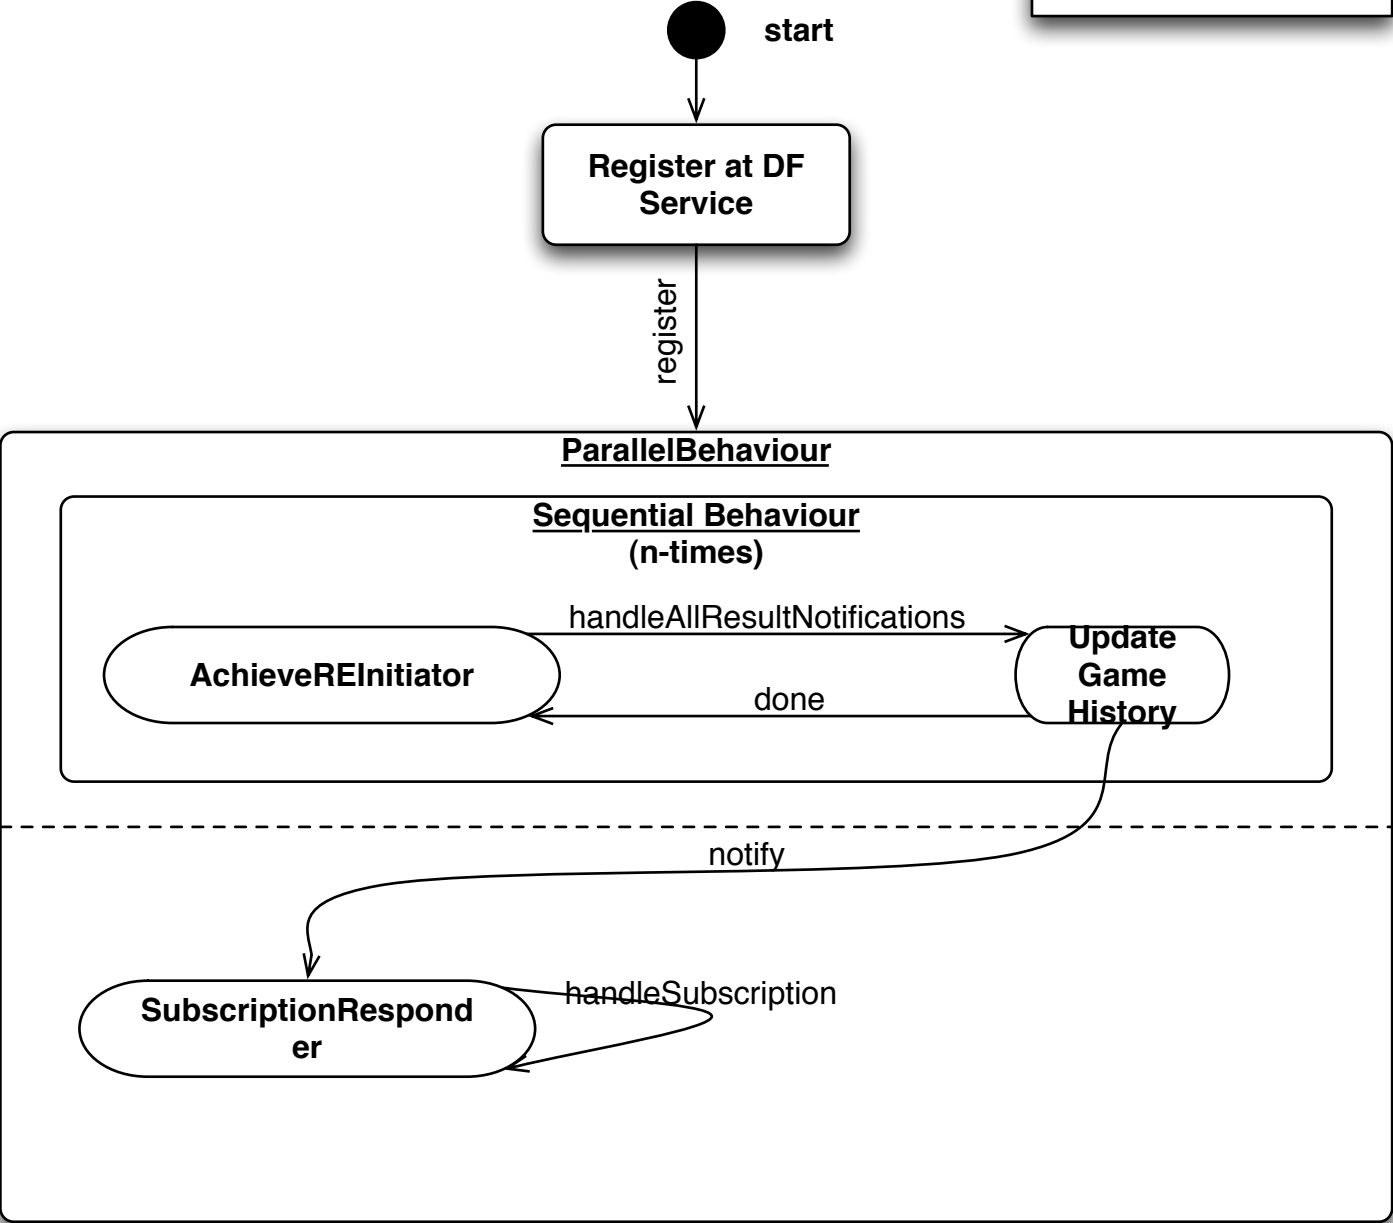 start
Register at DF
Service
register
ParallelBehaviour
Sequential Behaviour
(n-times)
handleAllResultNotifications
AchieveREInitiator
Update
Game
History
done
notify
handleSubscription
SubscriptionRespond
er